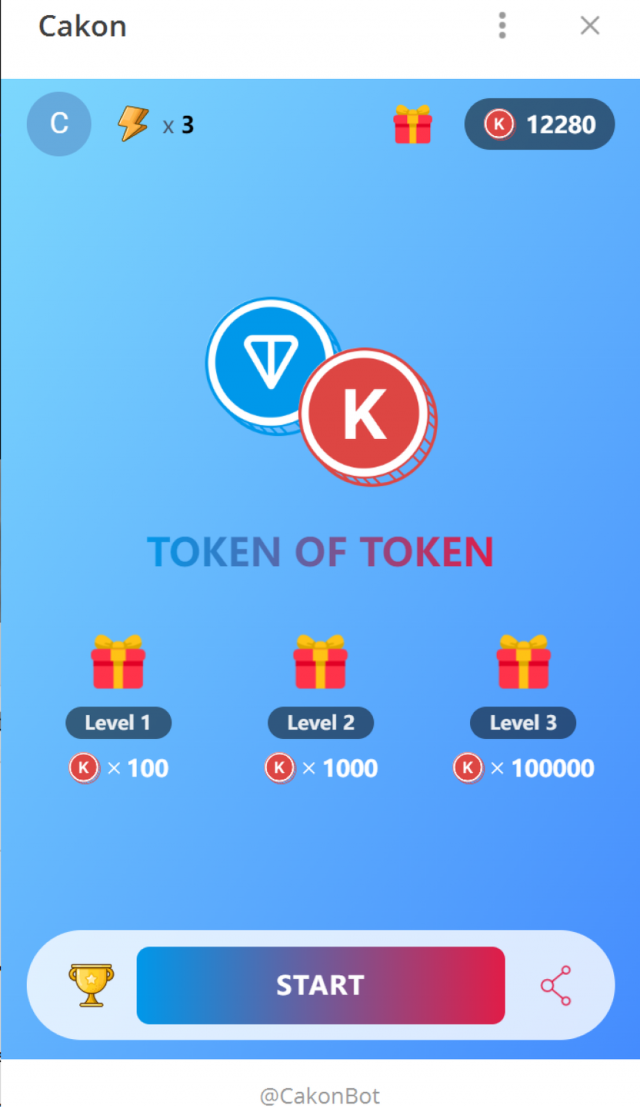 Cakon
C x 3 K 12280
K
TOKEN OF TOKEN
Level 1 Level 2 Level 3
K × 100 K × 1000 K × 100000
START
@CakonBot